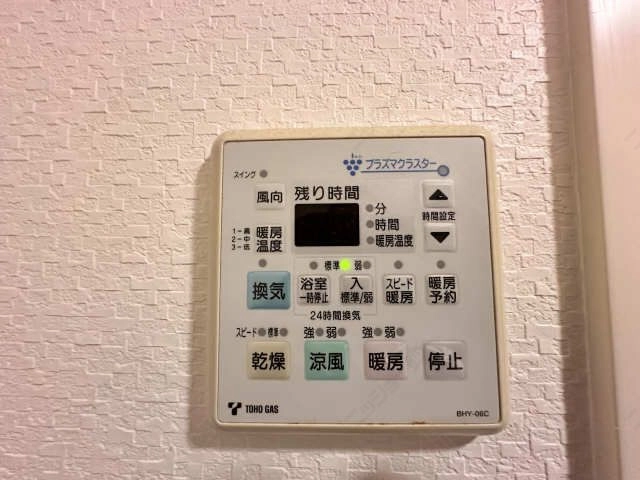 プラズマクラスター
スイング
風向
残り時間
分
時間
暖房温度
時間設定
1-高
2-中
3-低
暖房
温度
標準 弱
換気
浴室
一時停止
入
標準/弱
スピード
暖房
暖房
予約
24時間換気
スピード 標準 強 弱 強 弱
乾燥 涼風 暖房 停止
TOHO GAS
BHY-06C